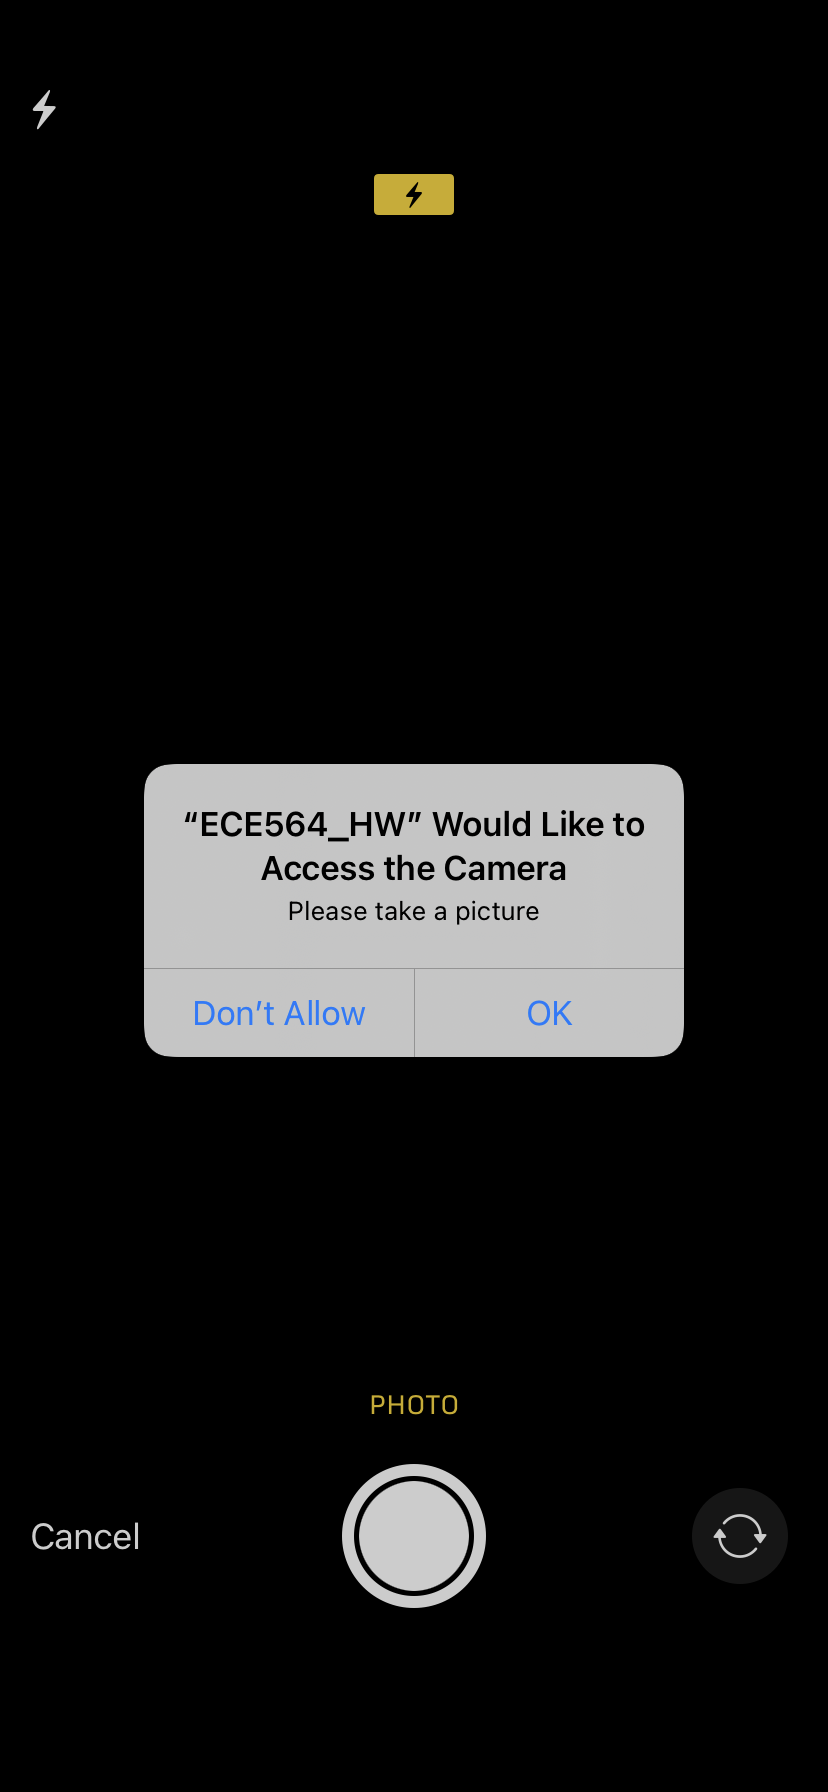 “ECE564_HW” Would Like to
Access the Camera
Please take a picture
Don’t Allow
OK
PHOTO
Cancel